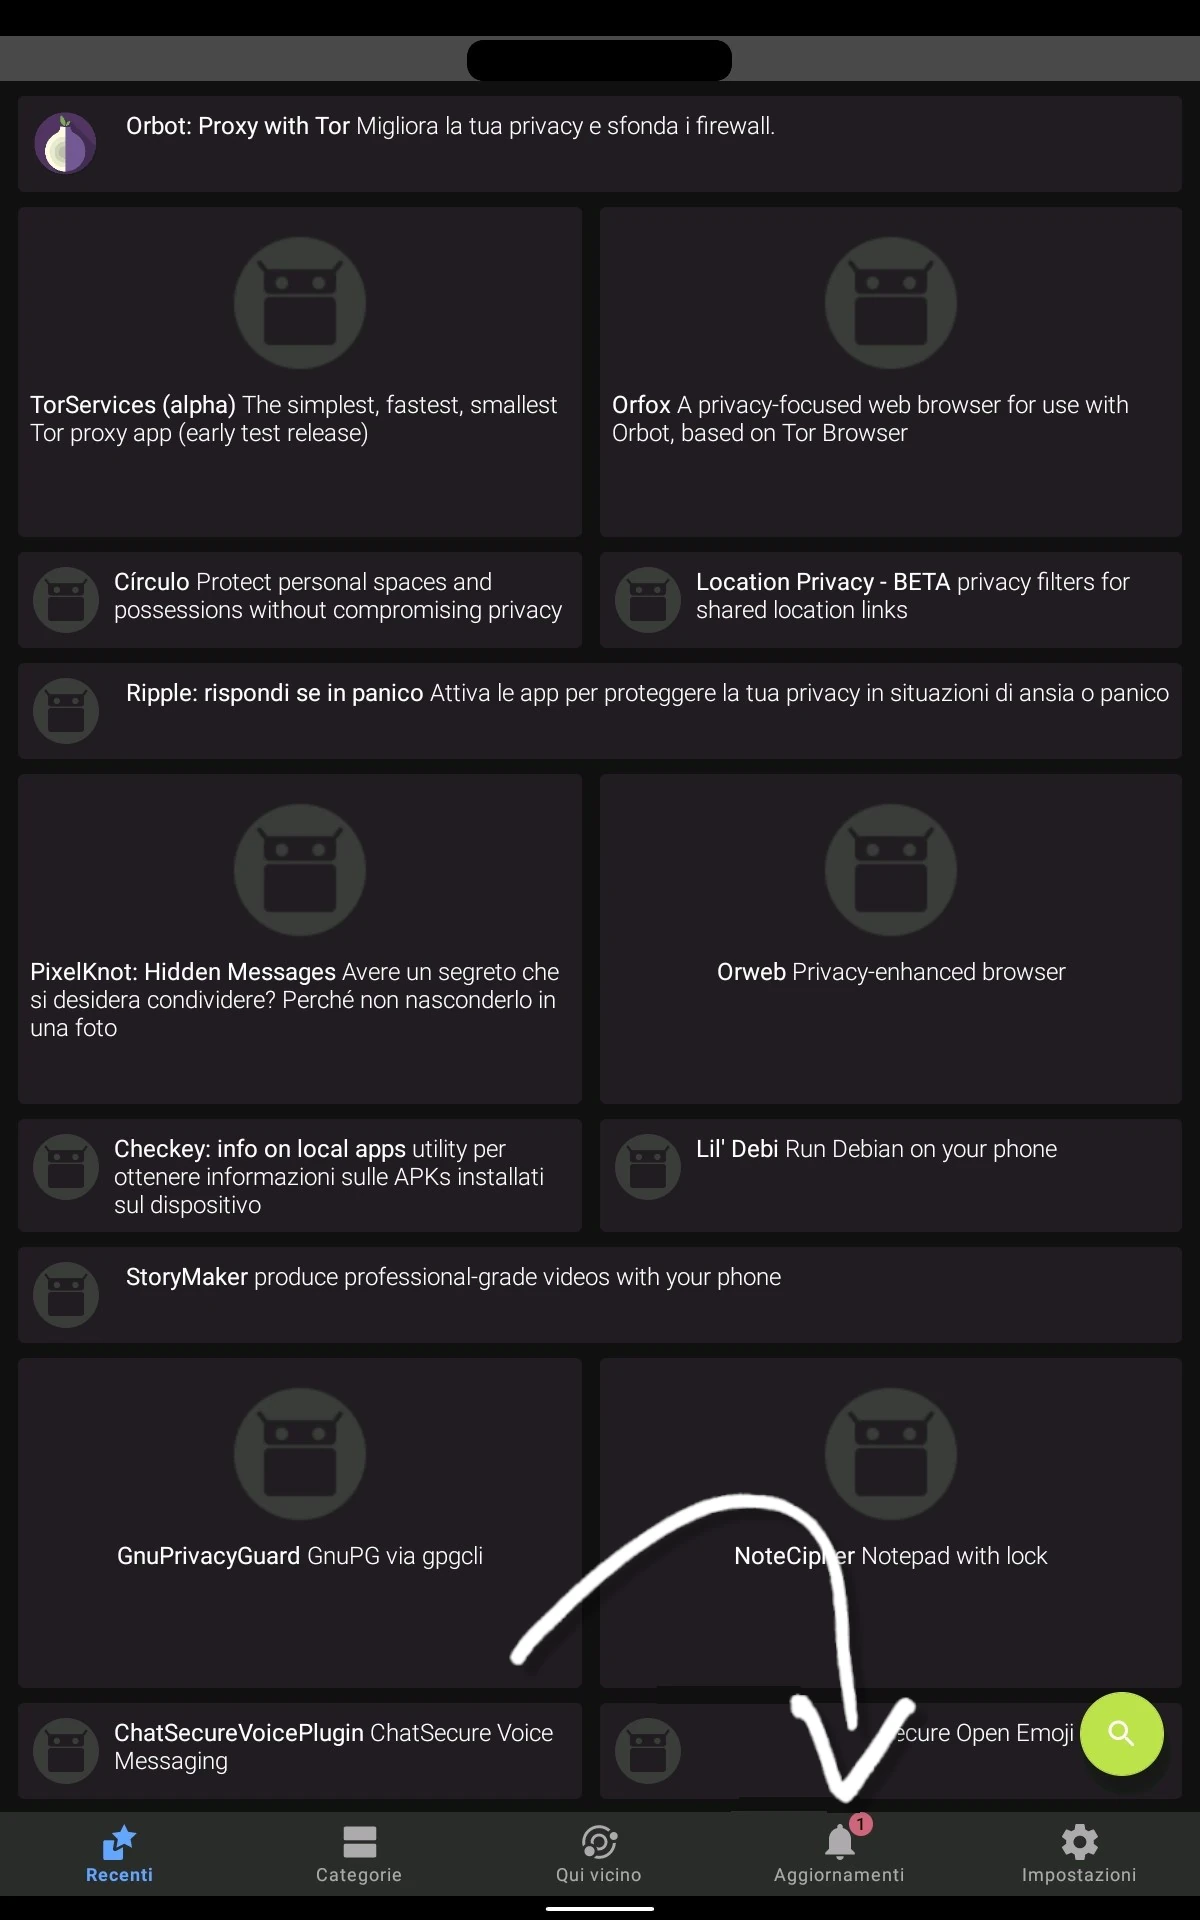 Orbot: Proxy with Tor Migliora la tua privacy e sfonda i firewall.
TorServices (alpha) The simplest, fastest, smallest
Tor proxy app (early test release)
Orfox A privacy-focused web browser for use with
Orbot, based on Tor Browser
Círculo Protect personal spaces and
possessions without compromising privacy
Location Privacy - BETA privacy filters for
shared location links
Ripple: rispondi se in panico Attiva le app per proteggere la tua privacy in situazioni di ansia o panico
PixelKnot: Hidden Messages Avere un segreto che
si desidera condividere? Perché non nasconderlo in
una foto
Orweb Privacy-enhanced browser
Checkey: info on local apps utility per
ottenere informazioni sulle APKs installati
sul dispositivo
Lil' Debi Run Debian on your phone
StoryMaker produce professional-grade videos with your phone
GnuPrivacyGuard GnuPG via gpgcli
NoteCipher Notepad with lock
ChatSecureVoicePlugin ChatSecure Voice
Messaging
Open Emoji
1
Recenti
Categorie
Qui vicino
Aggiornamenti
Impostazioni